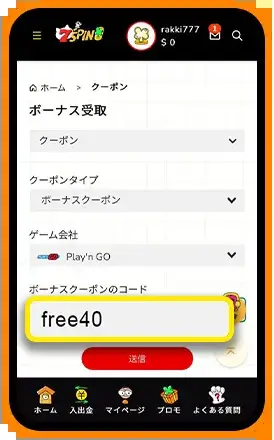 75PIN
rakki777
$ 0
1
ホーム > クーポン
ボーナス受取
クーポン
クーポンタイプ
ボーナスクーポン
ゲーム会社
Play'n GO
ボーナスクーポンのコード
free40
送信
ホーム 入出金 マイページ プロモ よくある質問